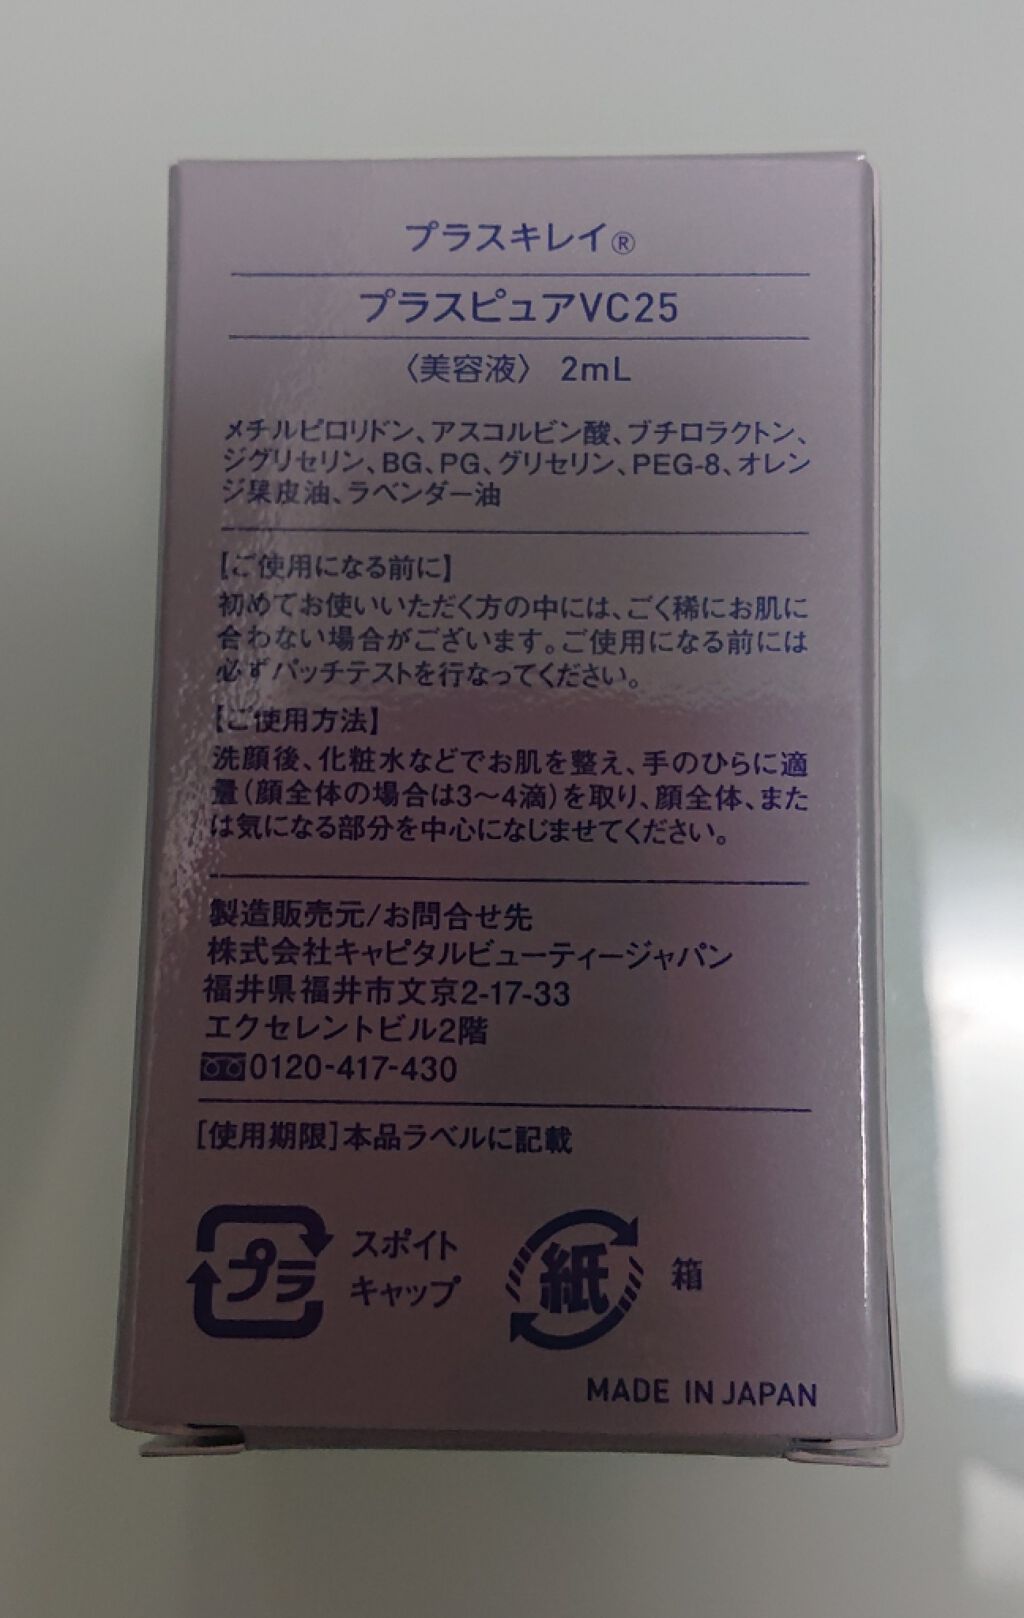 プラスキレイ®
プラスピュアVC25
〈美容液〉 2mL
メチルピロリドン、アスコルビン酸、ブチロラクトン、
ジグリセリン、BG、PG、グリセリン、PEG-8、オレン
ジ果皮油、ラベンダー油
【ご使用になる前に】
初めてお使いいただく方の中には、ごく稀にお肌に
合わない場合がございます。ご使用になる前には
必ずパッチテストを行なってください。
【ご使用方法】
洗顔後、化粧水などでお肌を整え、手のひらに適
量（顔全体の場合は3〜4滴）を取り、顔全体、また
は気になる部分を中心になじませてください。
製造販売元/お問合せ先
株式会社キャピタルビューティージャパン
福井県福井市文京2-17-33
エクセレントビル2階
0120-417-430
［使用期限］本品ラベルに記載
プラ
スポイト
キャップ
紙
箱
MADE IN JAPAN